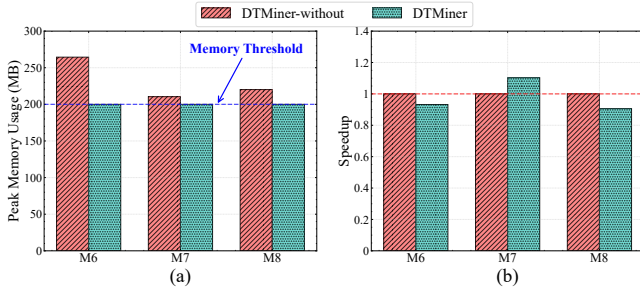 DTMiner-without DTMiner
Peak Memory Usage (MB)
300
250
200
150
100
50
0
Memory Threshold
M6 M7 M8
(a)
Speedup
1.4
1.2
1
0.8
0.6
0.4
0.2
0
M6 M7 M8
(b)